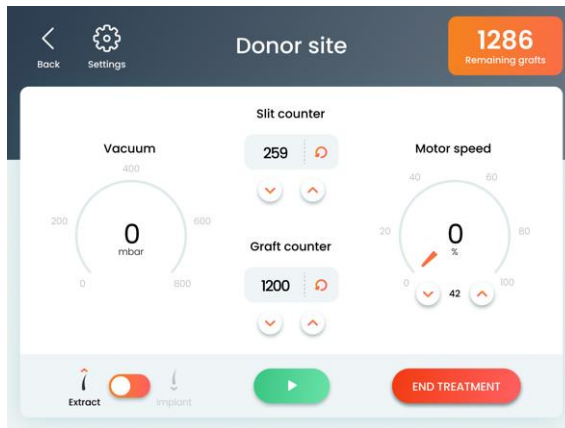 Back
Settings
Donor site
1286
Remaining grafts
Vacuum
400
200
600
0
mbar
0
800
Slit counter
259
Graft counter
1200
Motor speed
40
60
20
80
0
%
0
100
42
Extract
Implant
END TREATMENT